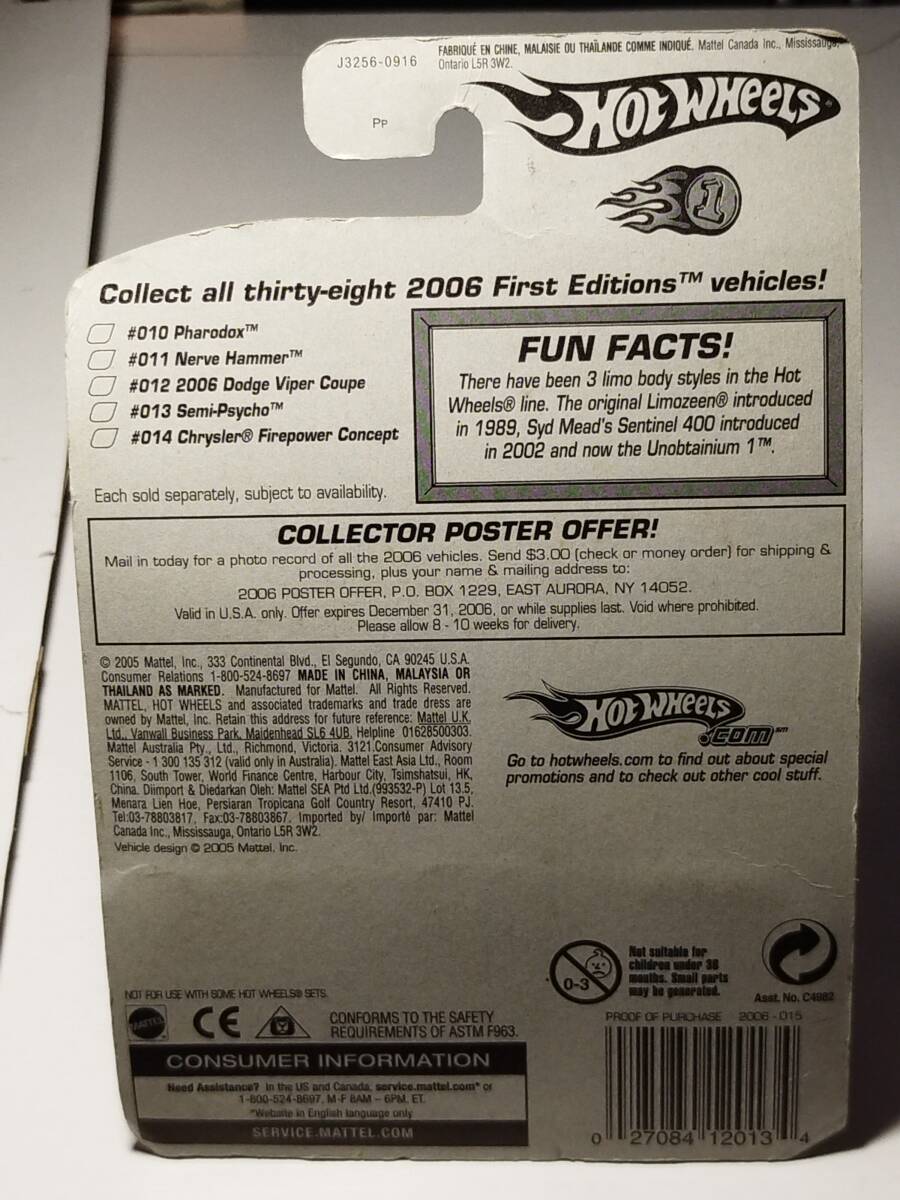 J3256-0916
FABRIQUÉ EN CHINE, MALAISIE OU THAÏLANDE COMME INDIQUÉ. Mattel Canada Inc., Mississauga,
Ontario L5R 3W2.
PP
HOT WHEELS
1
Collect all thirty-eight 2006 First Editions™ vehicles!
#010 Pharodox™
#011 Nerve Hammer™
#012 2006 Dodge Viper Coupe
#013 Semi-Psycho™
#014 Chrysler® Firepower Concept
Each sold separately, subject to availability.
FUN FACTS!
There have been 3 limo body styles in the Hot
Wheels® line. The original Limozeen® introduced
in 1989, Syd Mead's Sentinel 400 introduced
in 2002 and now the Unobtainium 1™.
COLLECTOR POSTER OFFER!
Mail in today for a photo record of all the 2006 vehicles. Send $3.00 (check or money order) for shipping &
processing, plus your name & mailing address to:
2006 POSTER OFFER, P.O. BOX 1229, EAST AURORA, NY 14052.
Valid in U.S.A. only. Offer expires December 31, 2006, or while supplies last. Void where prohibited.
Please allow 8 - 10 weeks for delivery.
© 2005 Mattel, Inc., 333 Continental Blvd., El Segundo, CA 90245 U.S.A.
Consumer Relations 1-800-524-8697 MADE IN CHINA, MALAYSIA OR
THAILAND AS MARKED. Manufactured for Mattel. All Rights Reserved.
MATTEL, HOT WHEELS and associated trademarks and trade dress are
owned by Mattel, Inc. Retain this address for future reference: Mattel U.K.
Ltd., Vanwall Business Park, Maidenhead SL6 4UB. Helpline 01628500303.
Mattel Australia Pty., Ltd., Richmond, Victoria. 3121.Consumer Advisory
Service - 1 300 135 312 (valid only in Australia). Mattel East Asia Ltd., Room
1106, South Tower, World Finance Centre, Harbour City, Tsimshatsui, HK,
China. Diimport & Diedarkan Oleh: Mattel SEA Ptd Ltd.(993532-P) Lot 13.5,
Menara Lien Hoe, Persiaran Tropicana Golf Country Resort, 47410 PJ.
Tel:03-78803817, Fax:03-78803867. Imported by/ Importé par: Mattel
Canada Inc., Mississauga, Ontario L5R 3W2.
Vehicle design © 2005 Mattel, Inc.
HOT WHEELS
.COM℠
Go to hotwheels.com to find out about special
promotions and to check out other cool stuff.
0-3
Not suitable for
children under 36
months. Small parts
may be generated.
Asst. No. C4982
NOT FOR USE WITH SOME HOT WHEELS® SETS.
MATTEL
CE
CONFORMS TO THE SAFETY
REQUIREMENTS OF ASTM F963.
CONSUMER INFORMATION
Need Assistance? In the US and Canada, service.mattel.com* or
1-800-524-8697, M-F 8AM – 6PM, ET.
*Website in English language only
SERVICE.MATTEL.COM
PROOF OF PURCHASE 2006 - 015
0 27084 12013 4